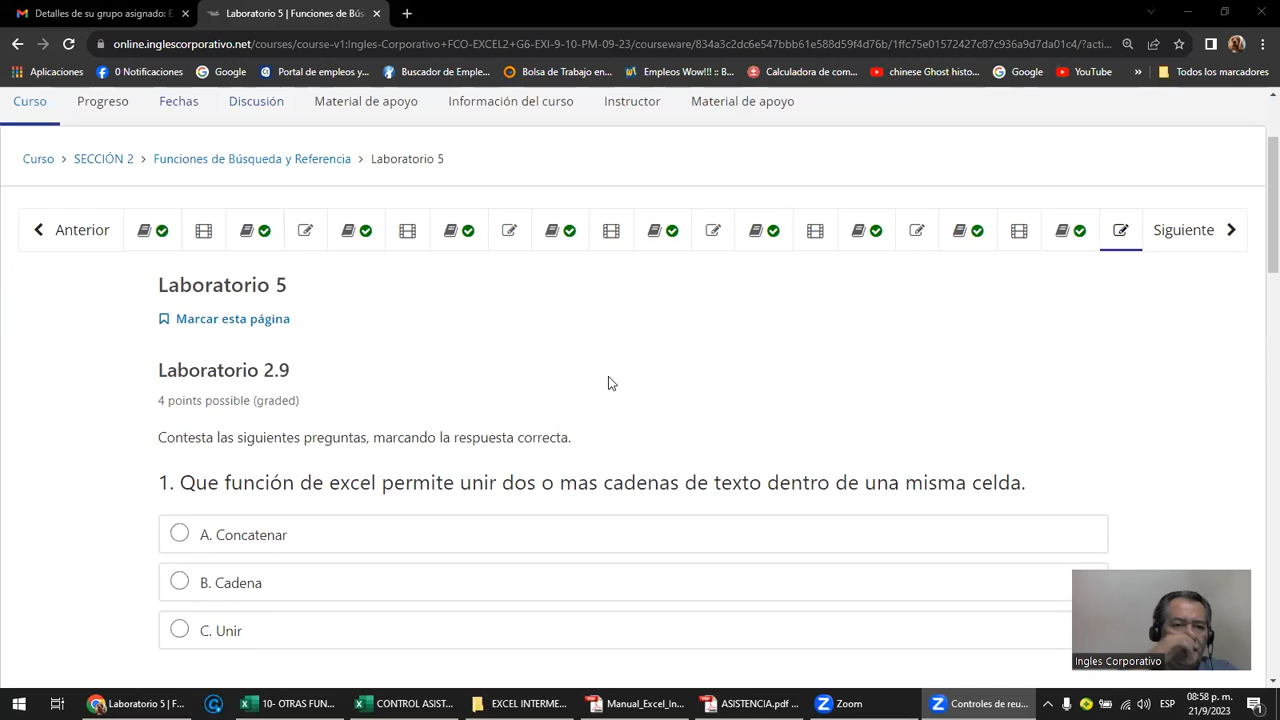 Detalles de su grupo asignado: E
Laboratorio 5 | Funciones de Bús
online.inglescorporativo.net/courses/course-v1:Ingles-Corporativo+FCO-EXCEL2+G6-EXI-9-10-PM-09-23/courseware/834a3c2dc6e547bbb61e588d59f4d76b/1ffc75e01572427c87c936a9d7da01c4/?acti...
Aplicaciones
0 Notificaciones
Google
Portal de empleos y...
Buscador de Emple...
Bolsa de Trabajo en...
Empleos Wow!!! :: B...
Calculadora de com...
chinese Ghost histo...
Google
YouTube
»
Todos los marcadores
Curso
Progreso
Fechas
Discusión
Material de apoyo
Información del curso
Instructor
Material de apoyo
Curso > SECCIÓN 2 > Funciones de Búsqueda y Referencia > Laboratorio 5
Anterior
Siguiente
Laboratorio 5
Marcar esta página
Laboratorio 2.9
4 points possible (graded)
Contesta las siguientes preguntas, marcando la respuesta correcta.
1. Que función de excel permite unir dos o mas cadenas de texto dentro de una misma celda.
A. Concatenar
B. Cadena
C. Unir
Ingles Corporativo
Laboratorio 5 | F...
10- OTRAS FUN...
CONTROL ASIST...
EXCEL INTERME...
Manual_Excel_In...
ASISTENCIA.pdf ...
Zoom
Controles de reu...
ESP
08:58 p. m.
21/9/2023